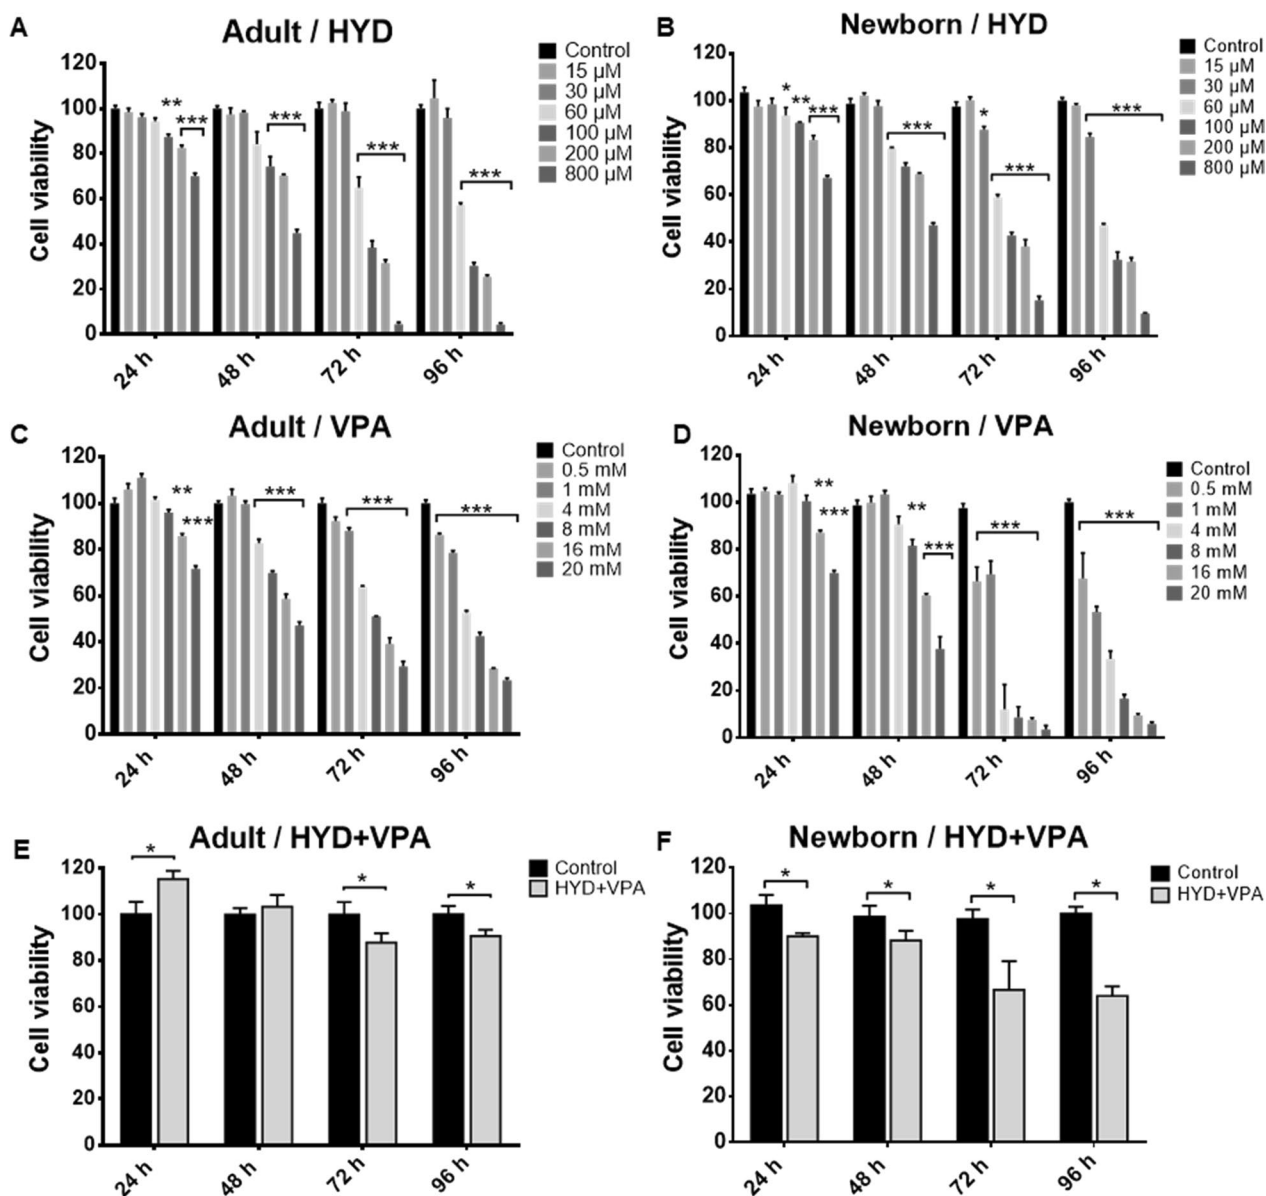 A
Adult / HYD
Cell viability
120
100
80
60
40
20
0
**
***
***
***
***
24 h
48 h
72 h
96 h
Control
15 µM
30 µM
60 µM
100 µM
200 µM
800 µM
B
Newborn / HYD
Cell viability
120
100
80
60
40
20
0
*
**
***
***
*
***
***
24 h
48 h
72 h
96 h
Control
15 µM
30 µM
60 µM
100 µM
200 µM
800 µM
C
Adult / VPA
Cell viability
120
100
80
60
40
20
0
**
***
***
***
***
24 h
48 h
72 h
96 h
Control
0.5 mM
1 mM
4 mM
8 mM
16 mM
20 mM
D
Newborn / VPA
Cell viability
120
100
80
60
40
20
0
**
***
**
***
***
***
24 h
48 h
72 h
96 h
Control
0.5 mM
1 mM
4 mM
8 mM
16 mM
20 mM
E
Adult / HYD+VPA
Cell viability
120
100
80
60
40
20
0
*
*
*
24 h
48 h
72 h
96 h
Control
HYD+VPA
F
Newborn / HYD+VPA
Cell viability
120
100
80
60
40
20
0
*
*
*
*
24 h
48 h
72 h
96 h
Control
HYD+VPA